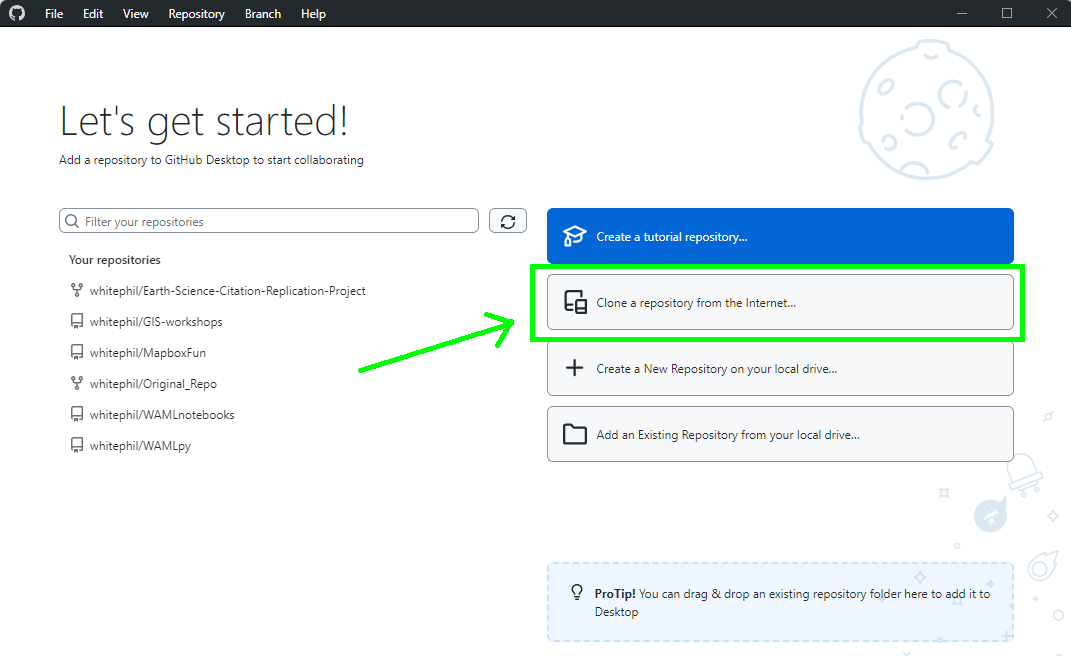 File Edit View Repository Branch Help
Let's get started!
Add a repository to GitHub Desktop to start collaborating
Filter your repositories
Your repositories
whitephil/Earth-Science-Citation-Replication-Project
whitephil/GIS-workshops
whitephil/MapboxFun
whitephil/Original_Repo
whitephil/WAMLnotebooks
whitephil/WAMLpy
Create a tutorial repository...
Clone a repository from the Internet...
Create a New Repository on your local drive...
Add an Existing Repository from your local drive...
ProTip! You can drag & drop an existing repository folder here to add it to
Desktop